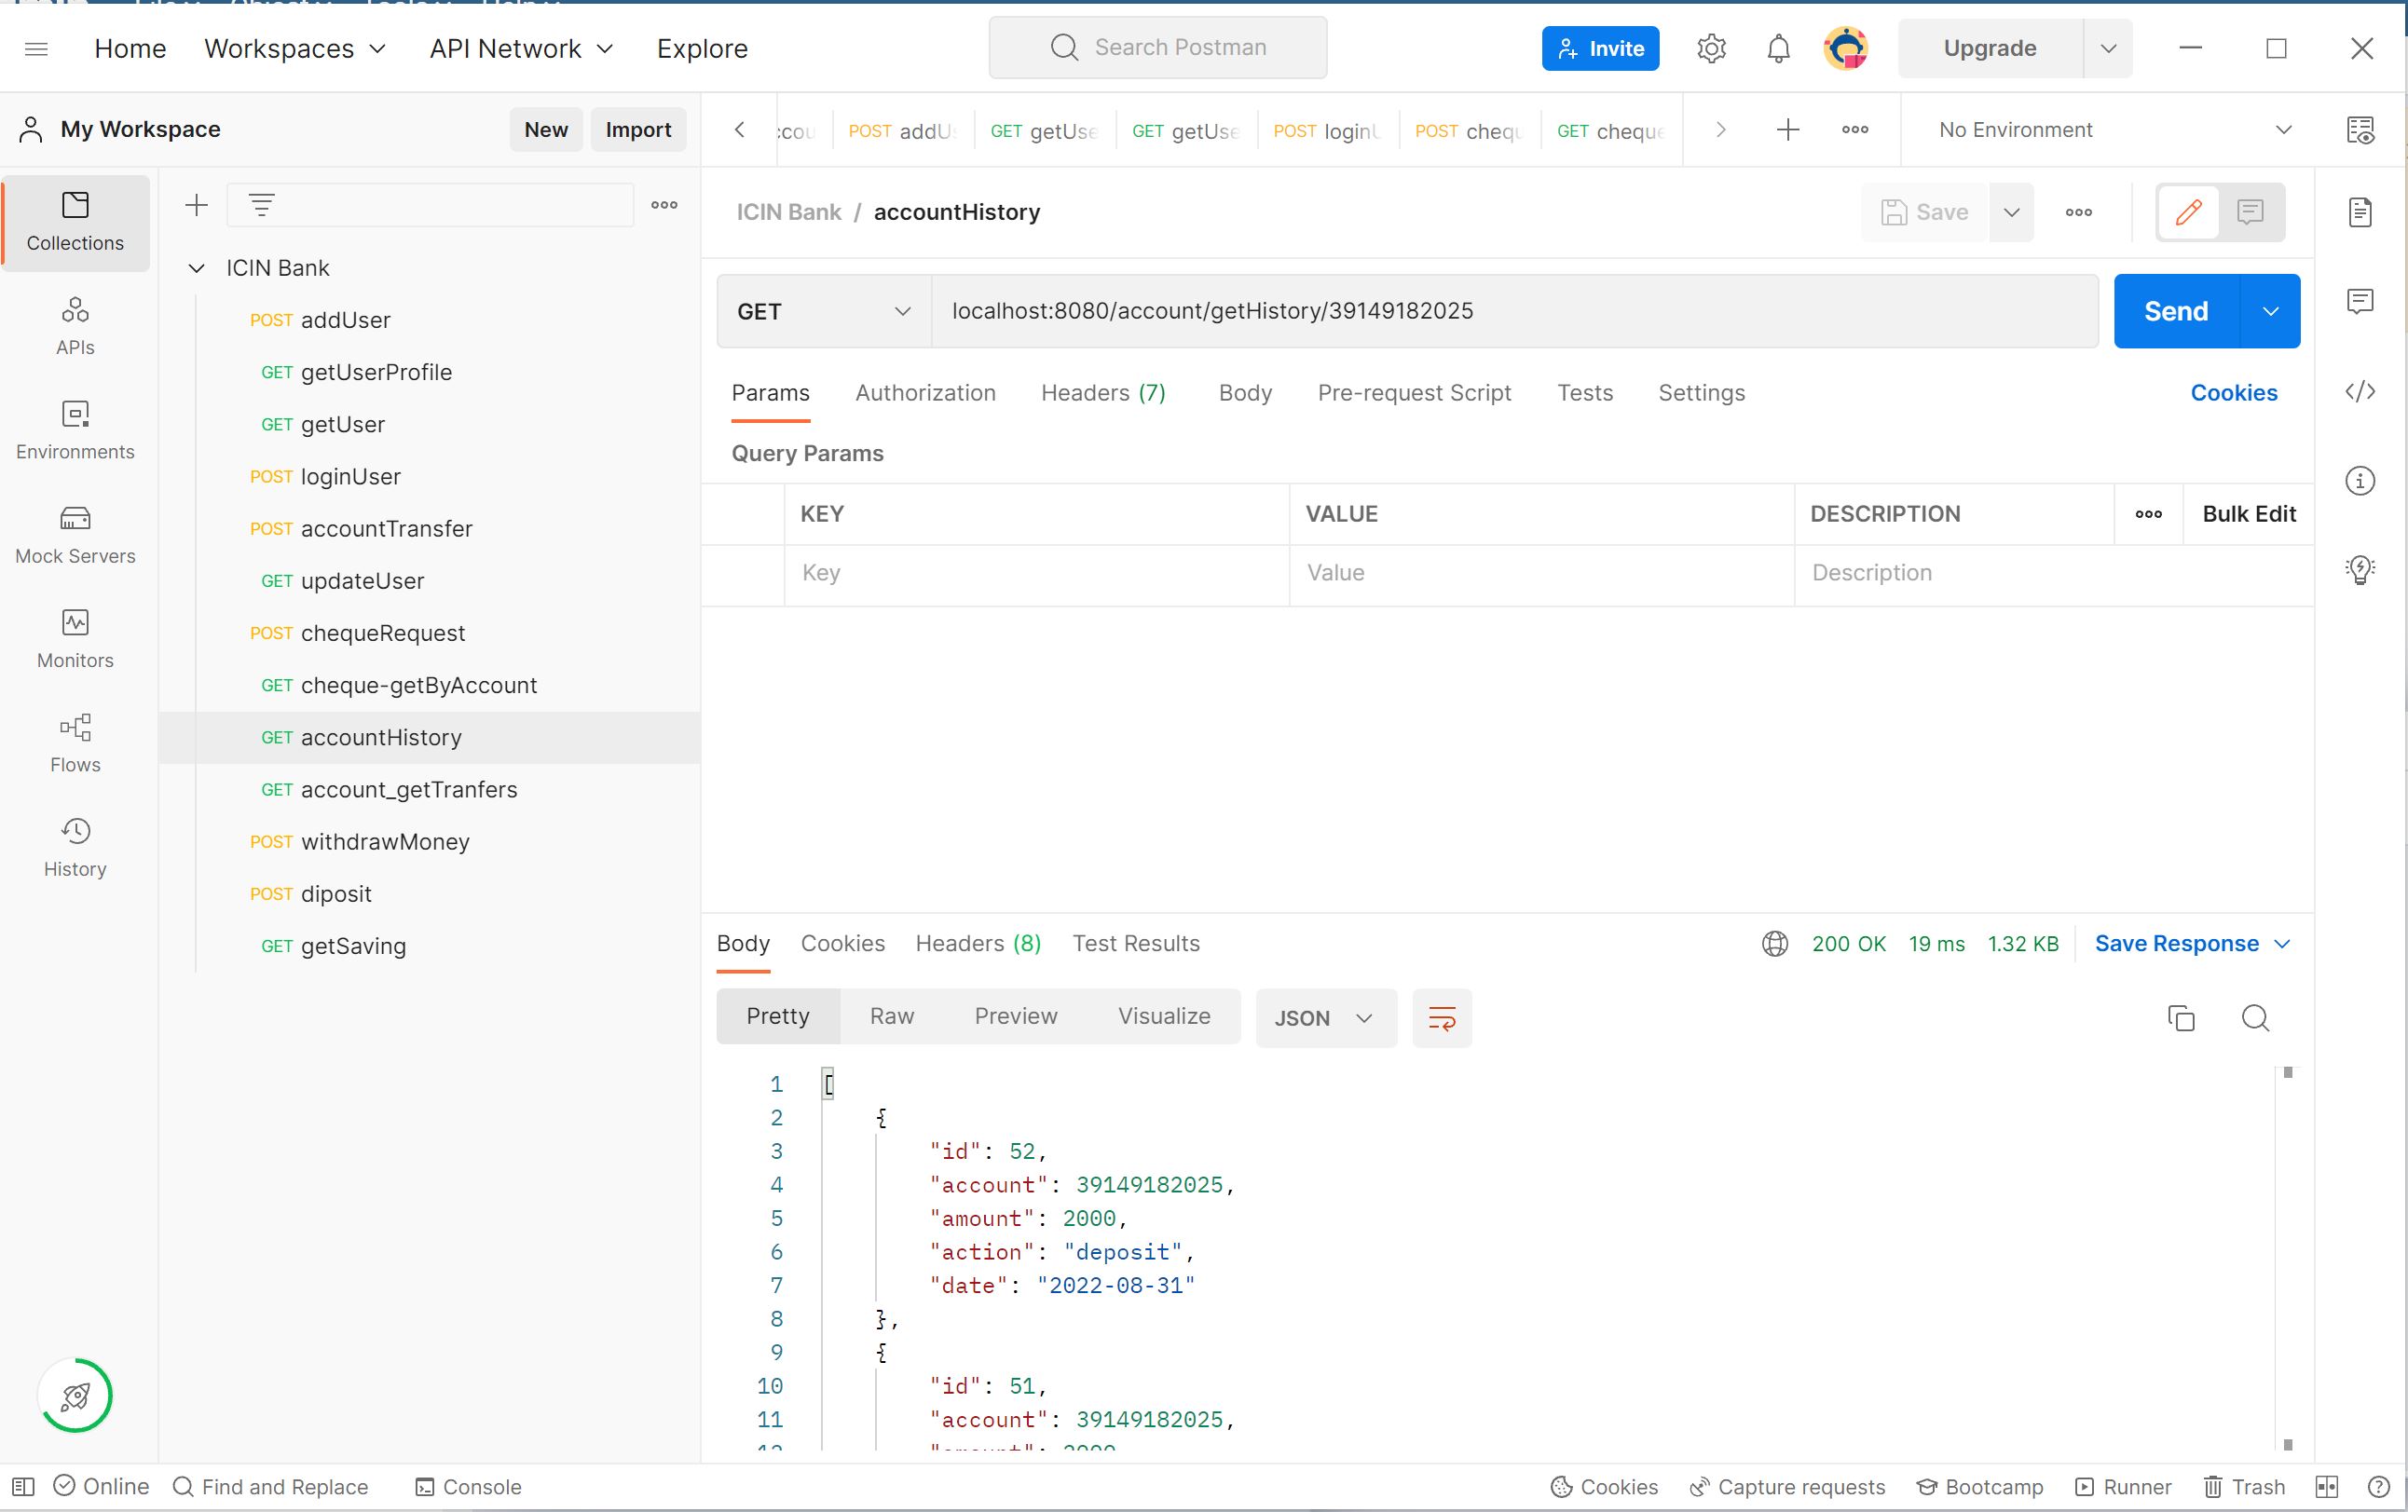 Home Workspaces API Network Explore Search Postman Invite Upgrade
My Workspace New Import
POST addU GET getUse GET getUse POST login POST chequ GET cheque No Environment
Collections
APIs
Environments
Mock Servers
Monitors
Flows
History
ICIN Bank
POST addUser
GET getUserProfile
GET getUser
POST loginUser
POST accountTransfer
GET updateUser
POST chequeRequest
GET cheque-getByAccount
GET accountHistory
GET account_getTranfers
POST withdrawMoney
POST diposit
GET getSaving
ICIN Bank / accountHistory Save
GET localhost:8080/account/getHistory/39149182025 Send
Params Authorization Headers (7) Body Pre-request Script Tests Settings Cookies
Query Params
KEY VALUE DESCRIPTION Bulk Edit
Key Value Description
Body Cookies Headers (8) Test Results 200 OK 19 ms 1.32 KB Save Response
Pretty Raw Preview Visualize JSON
1 [
2 {
3 "id": 52,
4 "account": 39149182025,
5 "amount": 2000,
6 "action": "deposit",
7 "date": "2022-08-31"
8 },
9 {
10 "id": 51,
11 "account": 39149182025,
Online Find and Replace Console Cookies Capture requests Bootcamp Runner Trash